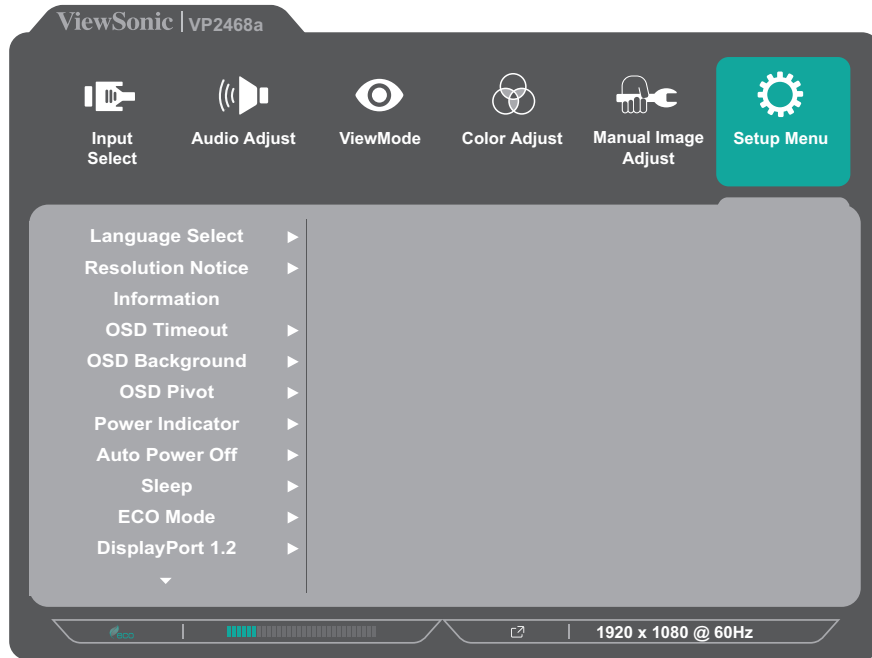 ViewSonic | VP2468a
Input Select
Audio Adjust
ViewMode
Color Adjust
Manual Image Adjust
Setup Menu
Language Select
Resolution Notice
Information
OSD Timeout
OSD Background
OSD Pivot
Power Indicator
Auto Power Off
Sleep
ECO Mode
DisplayPort 1.2
eco
1920 x 1080 @ 60Hz